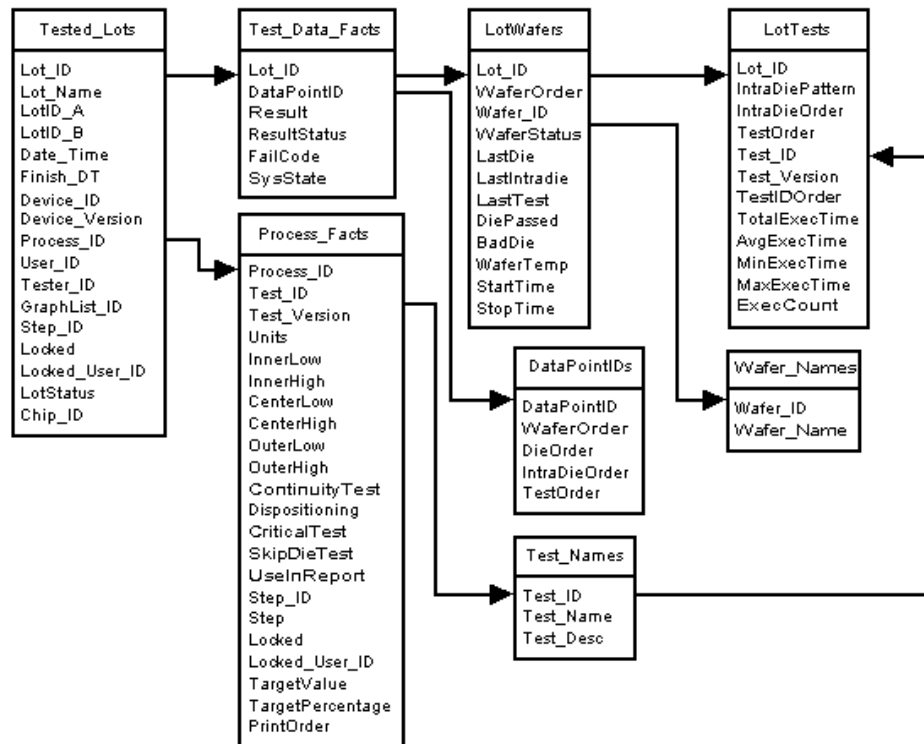 Tested_Lots
Lot_ID
Lot_Name
LotID_A
LotID_B
Date_Time
Finish_DT
Device_ID
Device_Version
Process_ID
User_ID
Tester_ID
GraphList_ID
Step_ID
Locked
Locked_User_ID
LotStatus
Chip_ID
Test_Data_Facts
Lot_ID
DataPointID
Result
ResultStatus
FailCode
SysState
Process_Facts
Process_ID
Test_ID
Test_Version
Units
InnerLow
InnerHigh
CenterLow
CenterHigh
OuterLow
OuterHigh
ContinuityTest
Dispositioning
CriticalTest
SkipDieTest
UseInReport
Step_ID
Step
Locked
Locked_User_ID
TargetValue
TargetPercentage
PrintOrder
LotWafers
Lot_ID
WaferOrder
Wafer_ID
WaferStatus
LastDie
LastIntradie
LastTest
DiePassed
BadDie
WaferTemp
StartTime
StopTime
DataPointIDs
DataPointID
WaferOrder
DieOrder
IntraDieOrder
TestOrder
Test_Names
Test_ID
Test_Name
Test_Desc
LotTests
Lot_ID
IntraDiePattern
IntraDieOrder
TestOrder
Test_ID
Test_Version
TestIDOrder
TotalExecTime
AvgExecTime
MinExecTime
MaxExecTime
ExecCount
Wafer_Names
Wafer_ID
Wafer_Name